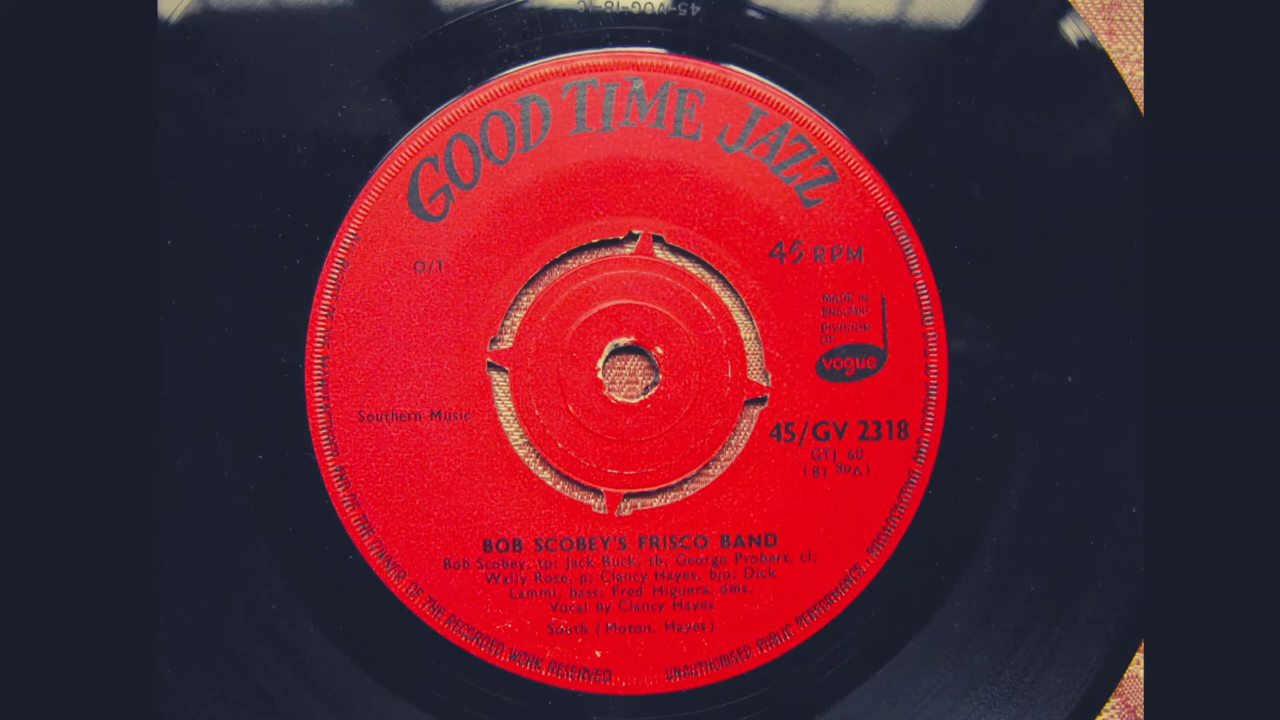 GOOD TIME JAZZ
O/T
45 RPM
MADE IN
ENGLAND
DIVISION
OF
vogue
Southern Music
45/GV 2318
GTJ 60
BOB SCOBEY'S FRISCO BAND
Bob Scobey, tp; Jack Buck, tb; George Probert, cl;
Wally Rose, p; Clancy Hayes, bjo; Dick
Lammi, bass; Fred Higuera, dms.
Vocal by Clancy Hayes
South (Moton, Hayes)
MANUFACTURER AND OF THE OWNER OF THE RECORDED WORK RESERVED
UNAUTHORISED PUBLIC PERFORMANCE, BROADCASTING AND